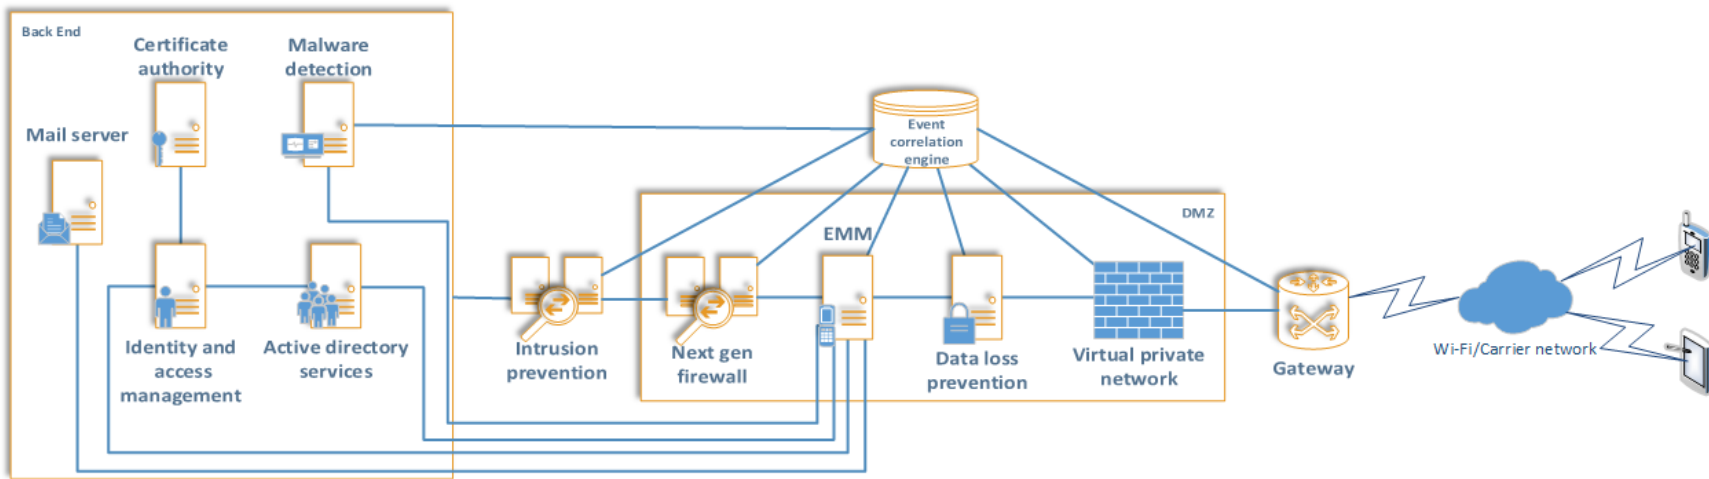 Back End
Certificate
authority
Malware
detection
Mail server
Event
correlation
engine
DMZ
EMM
Identity and
access
management
Active directory
services
Intrusion
prevention
Next gen
firewall
Data loss
prevention
Virtual private
network
Gateway
Wi-Fi/Carrier network